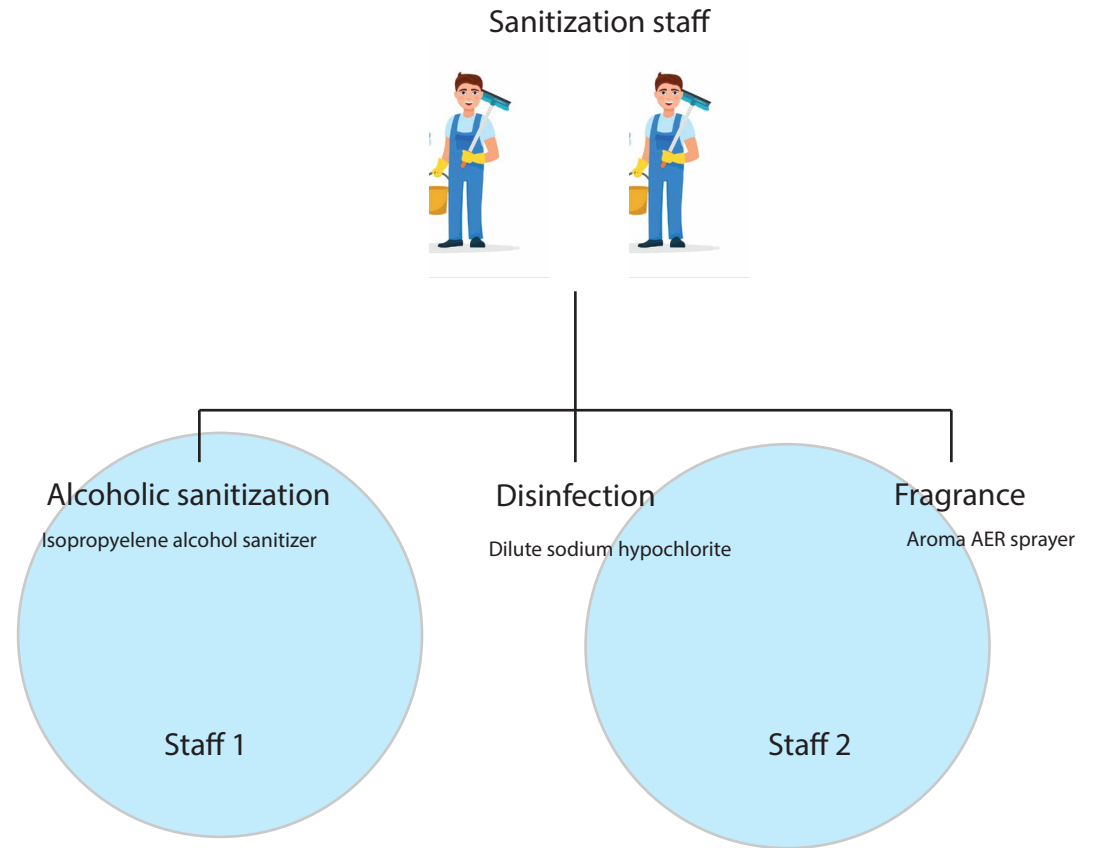 Sanitization staff
Alcoholic sanitization
Isopropyelene alcohol sanitizer
Disinfection
Dilute sodium hypochlorite
Fragrance
Aroma AER sprayer
Staff 1
Staff 2